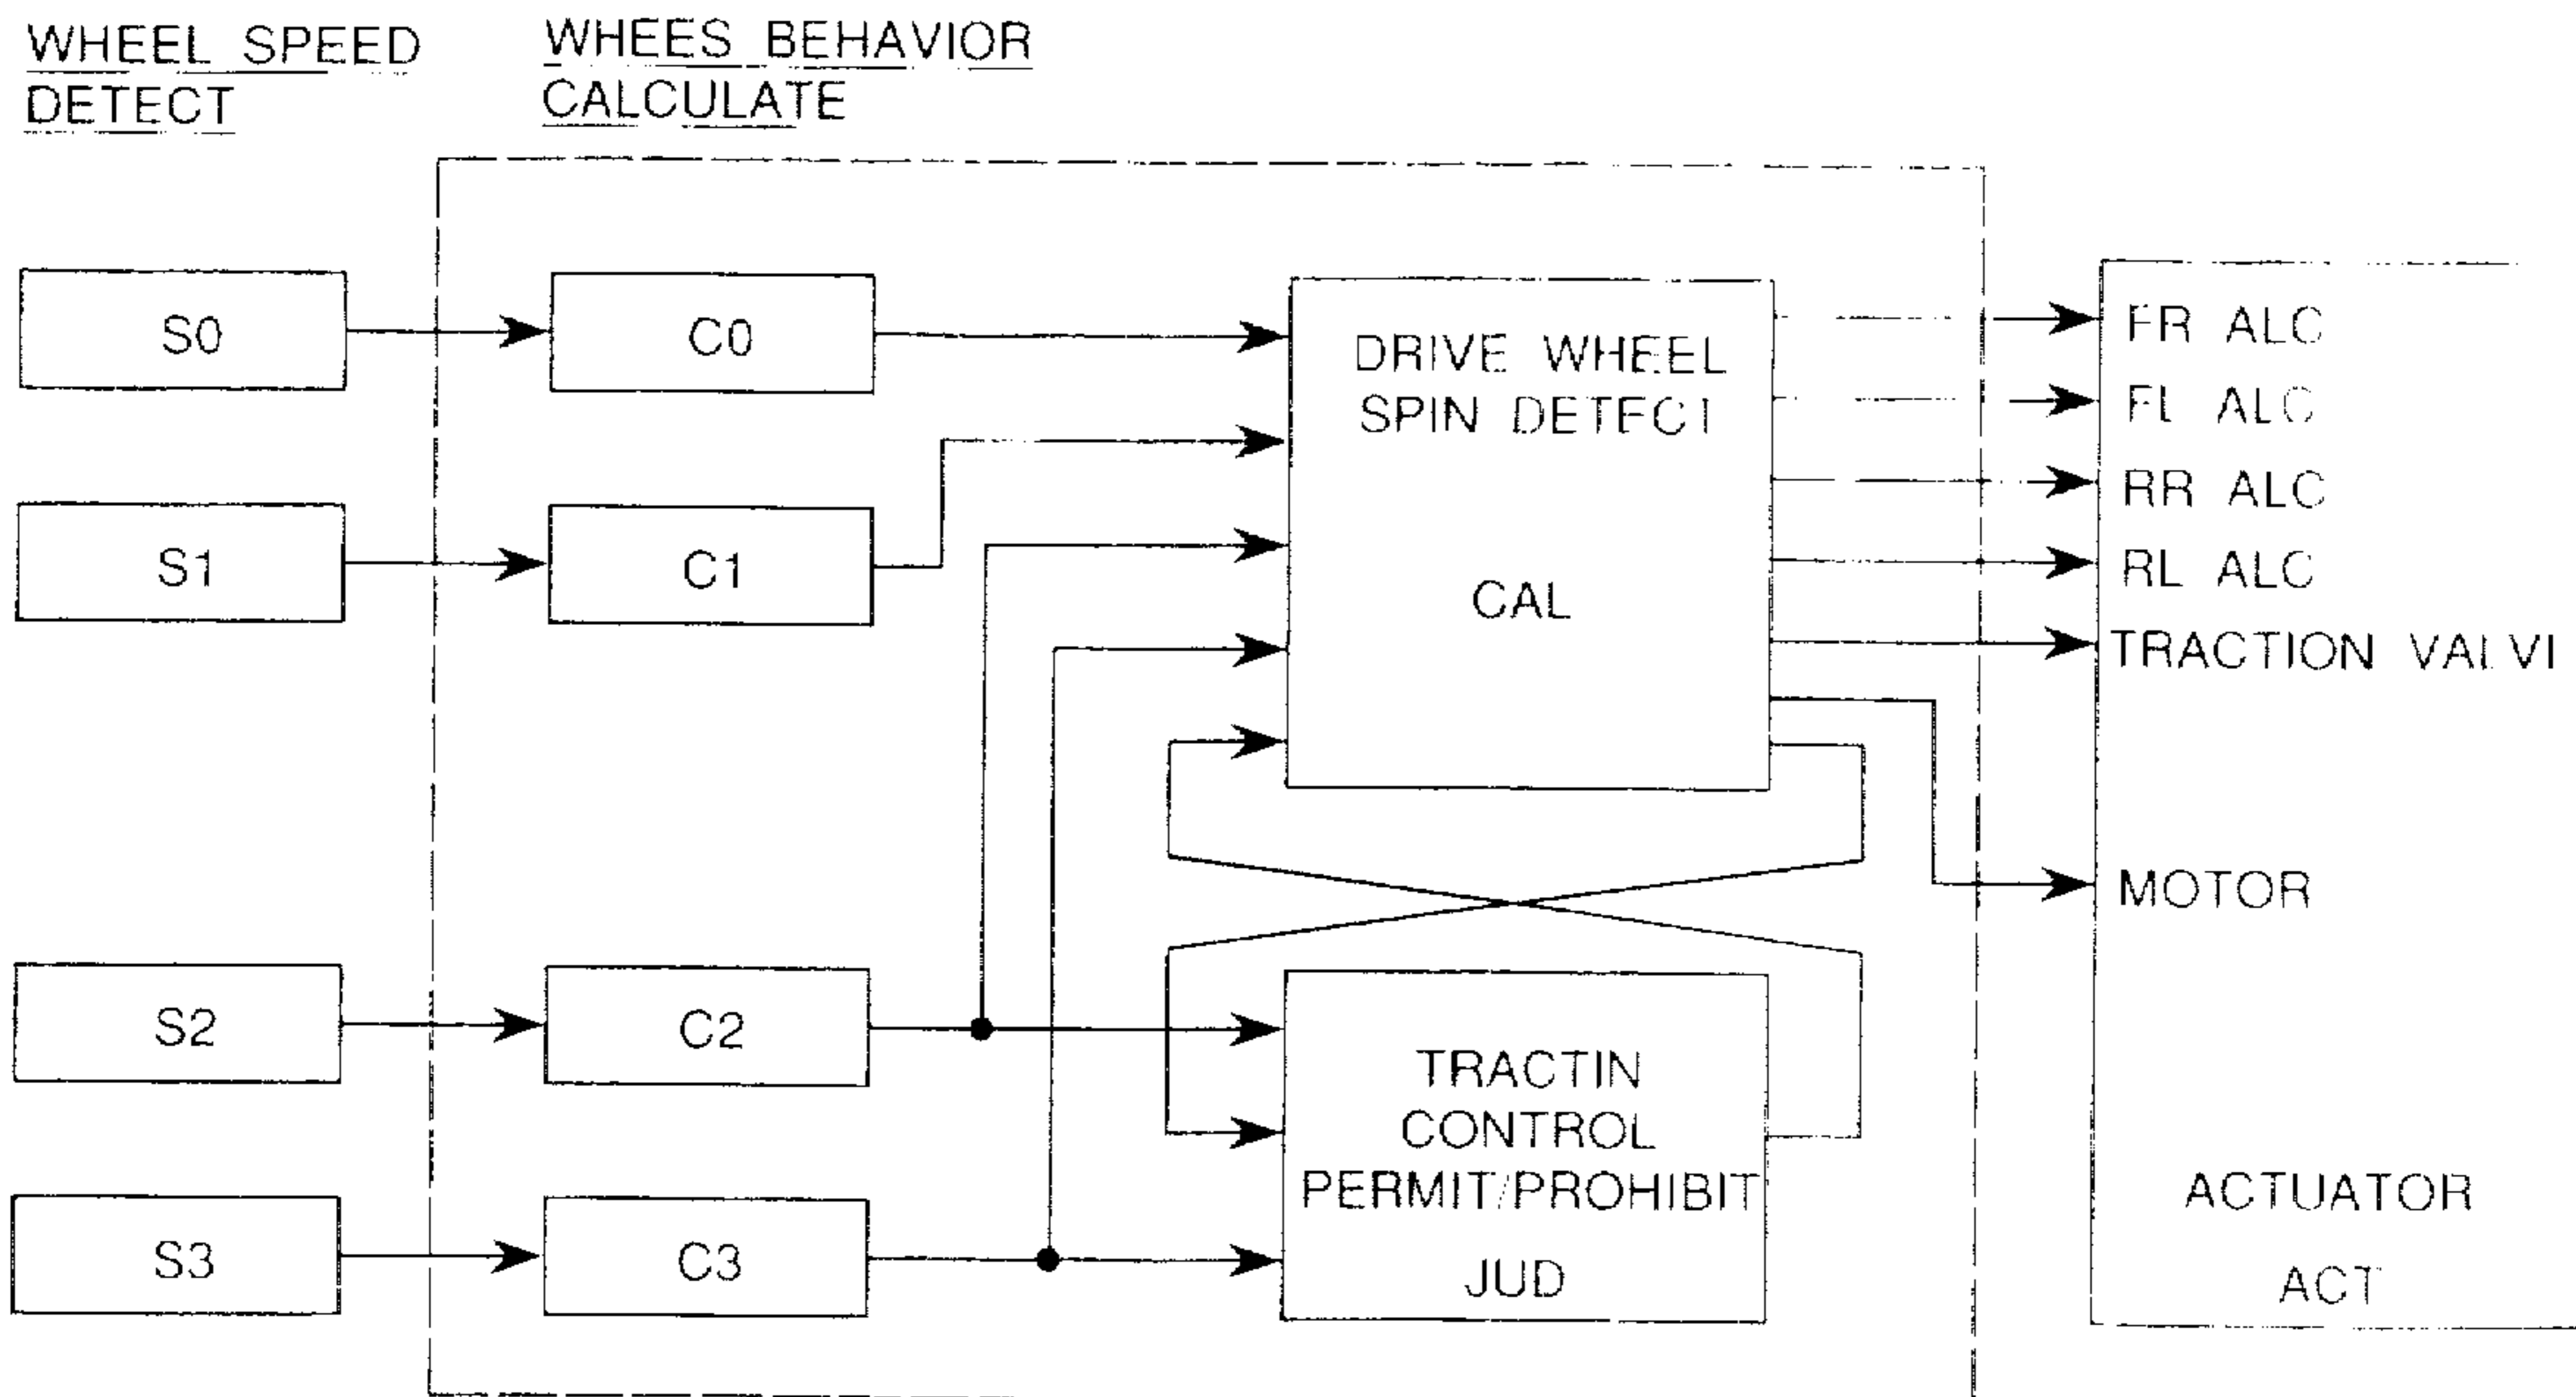 WHEEL SPEED
DETECT
WHEES BEHAVIOR
CALCULATE
S0
C0
S1
C1
S2
C2
S3
C3
DRIVE WHEEL
SPIN DETECT
CAL
TRACTIN
CONTROL
PERMIT/PROHIBIT
JUD
FR ALC
FL ALC
RR ALC
RL ALC
TRACTION
MOTOR
ACTUATOR
ACT